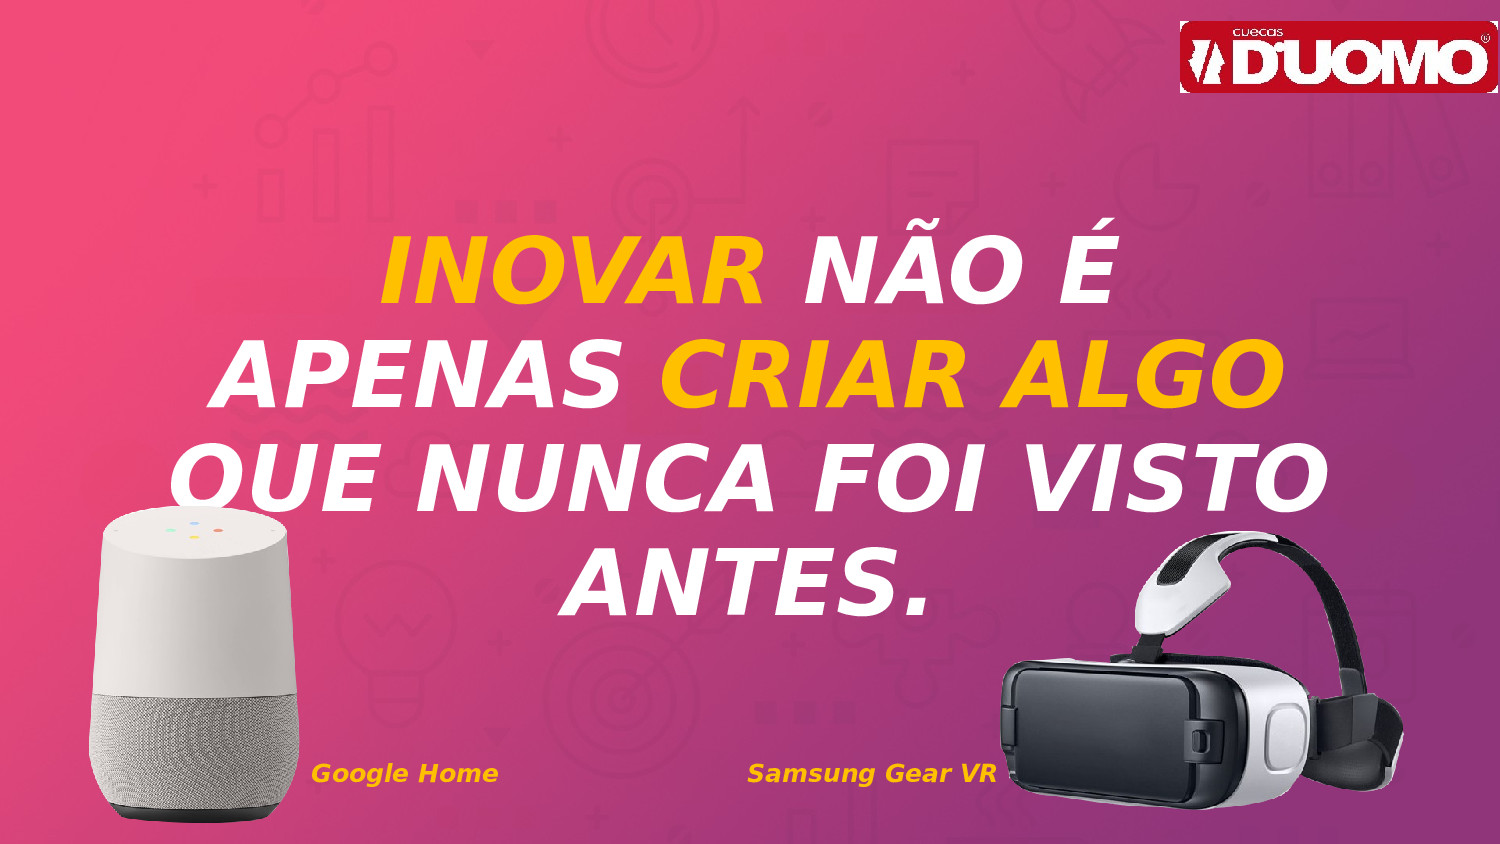 cuecas
D'UOMO®
INOVAR NÃO É
APENAS CRIAR ALGO
QUE NUNCA FOI VISTO
ANTES.
Google Home
Samsung Gear VR